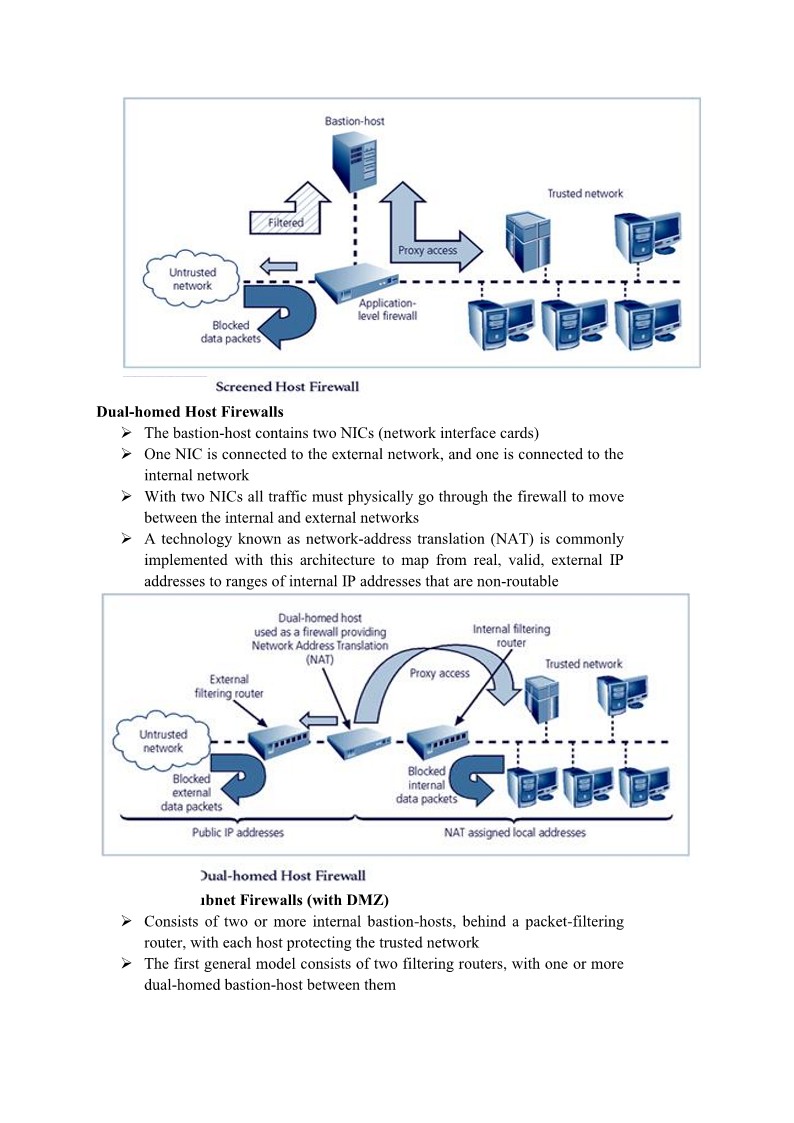 Bastion-host
Trusted network
Filtered
Proxy access
Untrusted
network
Application-
level firewall
Blocked
data packets
Screened Host Firewall
Dual-homed Host Firewalls
➢ The bastion-host contains two NICs (network interface cards)
➢ One NIC is connected to the external network, and one is connected to the
internal network
➢ With two NICs all traffic must physically go through the firewall to move
between the internal and external networks
➢ A technology known as network-address translation (NAT) is commonly
implemented with this architecture to map from real, valid, external IP
addresses to ranges of internal IP addresses that are non-routable
Dual-homed host
used as a firewall providing
Network Address Translation
(NAT)
Internal filtering
router
Trusted network
Proxy access
External
filtering router
Untrusted
network
Blocked
external
data packets
Blocked
internal
data packets
Public IP addresses
NAT assigned local addresses
Dual-homed Host Firewall
bnet Firewalls (with DMZ)
➢ Consists of two or more internal bastion-hosts, behind a packet-filtering
router, with each host protecting the trusted network
➢ The first general model consists of two filtering routers, with one or more
dual-homed bastion-host between them